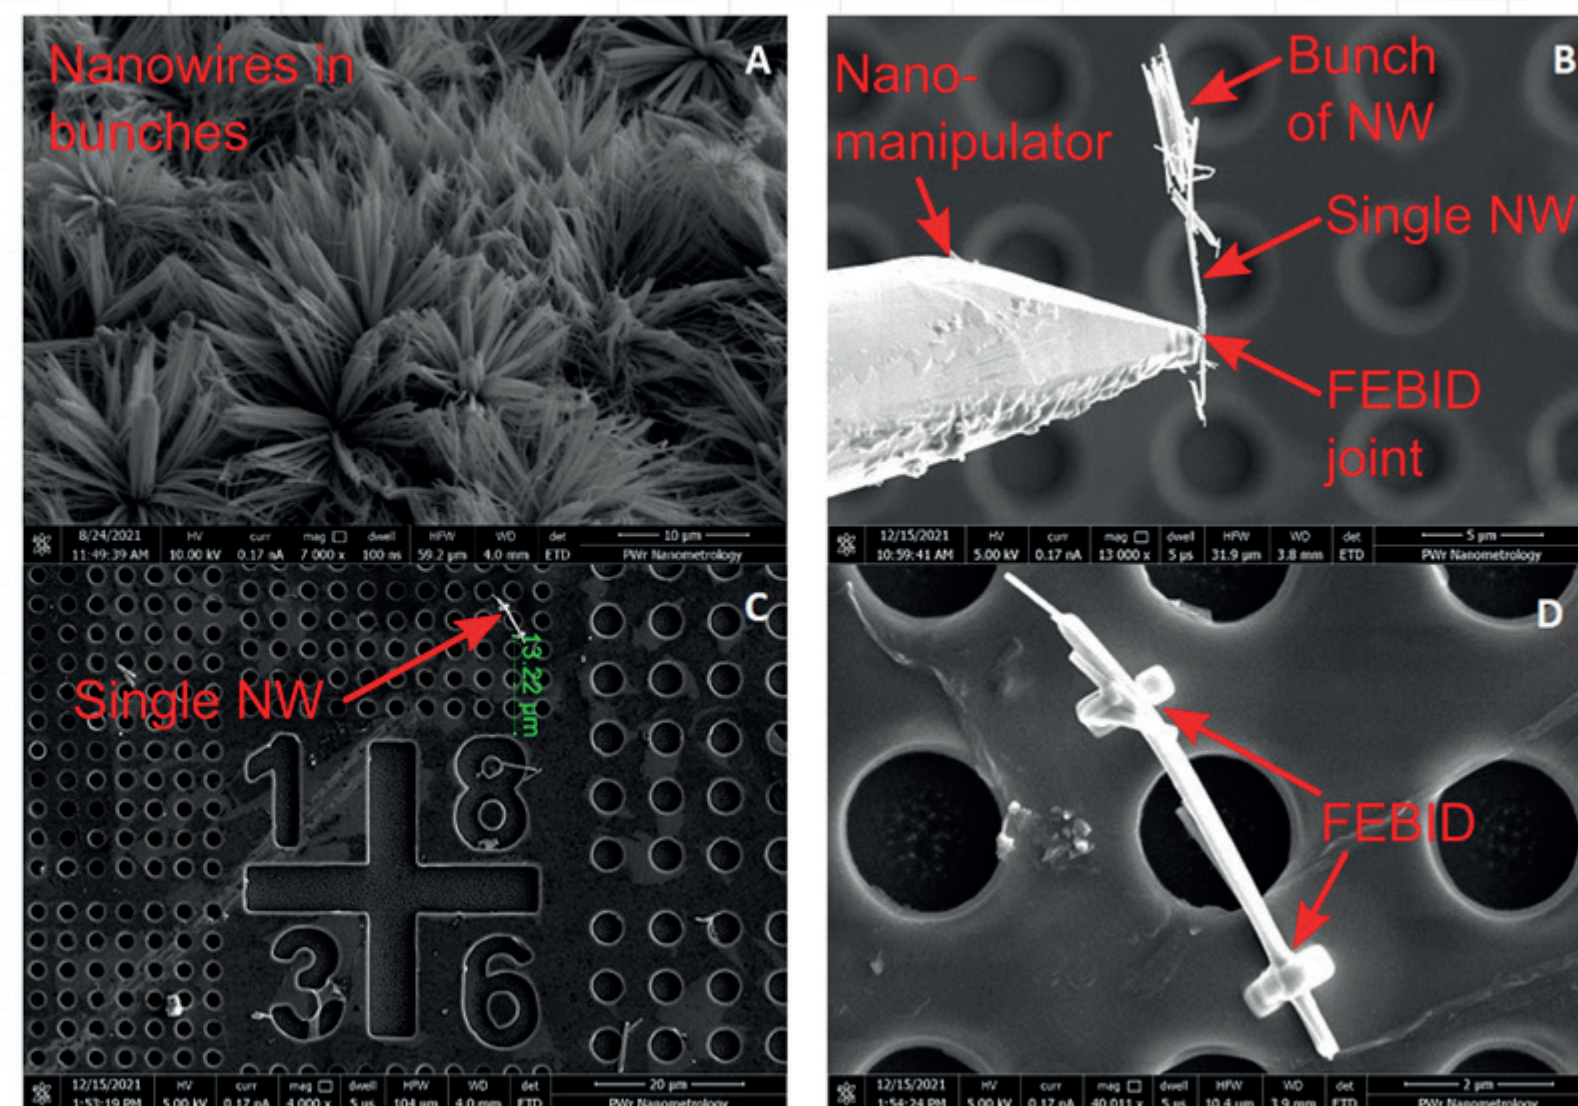 Nanowires in
bunches
A
8/24/2021 HV curr mag dwell HFW WD det 10 µm
11:49:39 AM 10.00 kV 0.17 nA 7 000 x 100 ns 59.2 µm 4.0 mm ETD PWr Nanometrology
Nano-
manipulator
Bunch
of NW
B
Single NW
FEBID
joint
12/15/2021 HV curr mag dwell HFW WD det 5 µm
10:59:41 AM 5.00 kV 0.17 nA 13 000 x 5 µs 31.9 µm 3.8 mm ETD PWr Nanometrology
C
Single NW
13.22 µm
1 8
3 6
12/15/2021 HV curr mag dwell HFW WD det 20 µm
1:53:19 PM 5.00 kV 0.17 nA 4 000 x 5 µs 104 µm 4.0 mm ETD PWr Nanometrology
D
FEBID
12/15/2021 HV curr mag dwell HFW WD det 2 µm
1:54:24 PM 5.00 kV 0.17 nA 40 011 x 5 µs 10.4 µm 3.9 mm ETD PWr Nanometrology